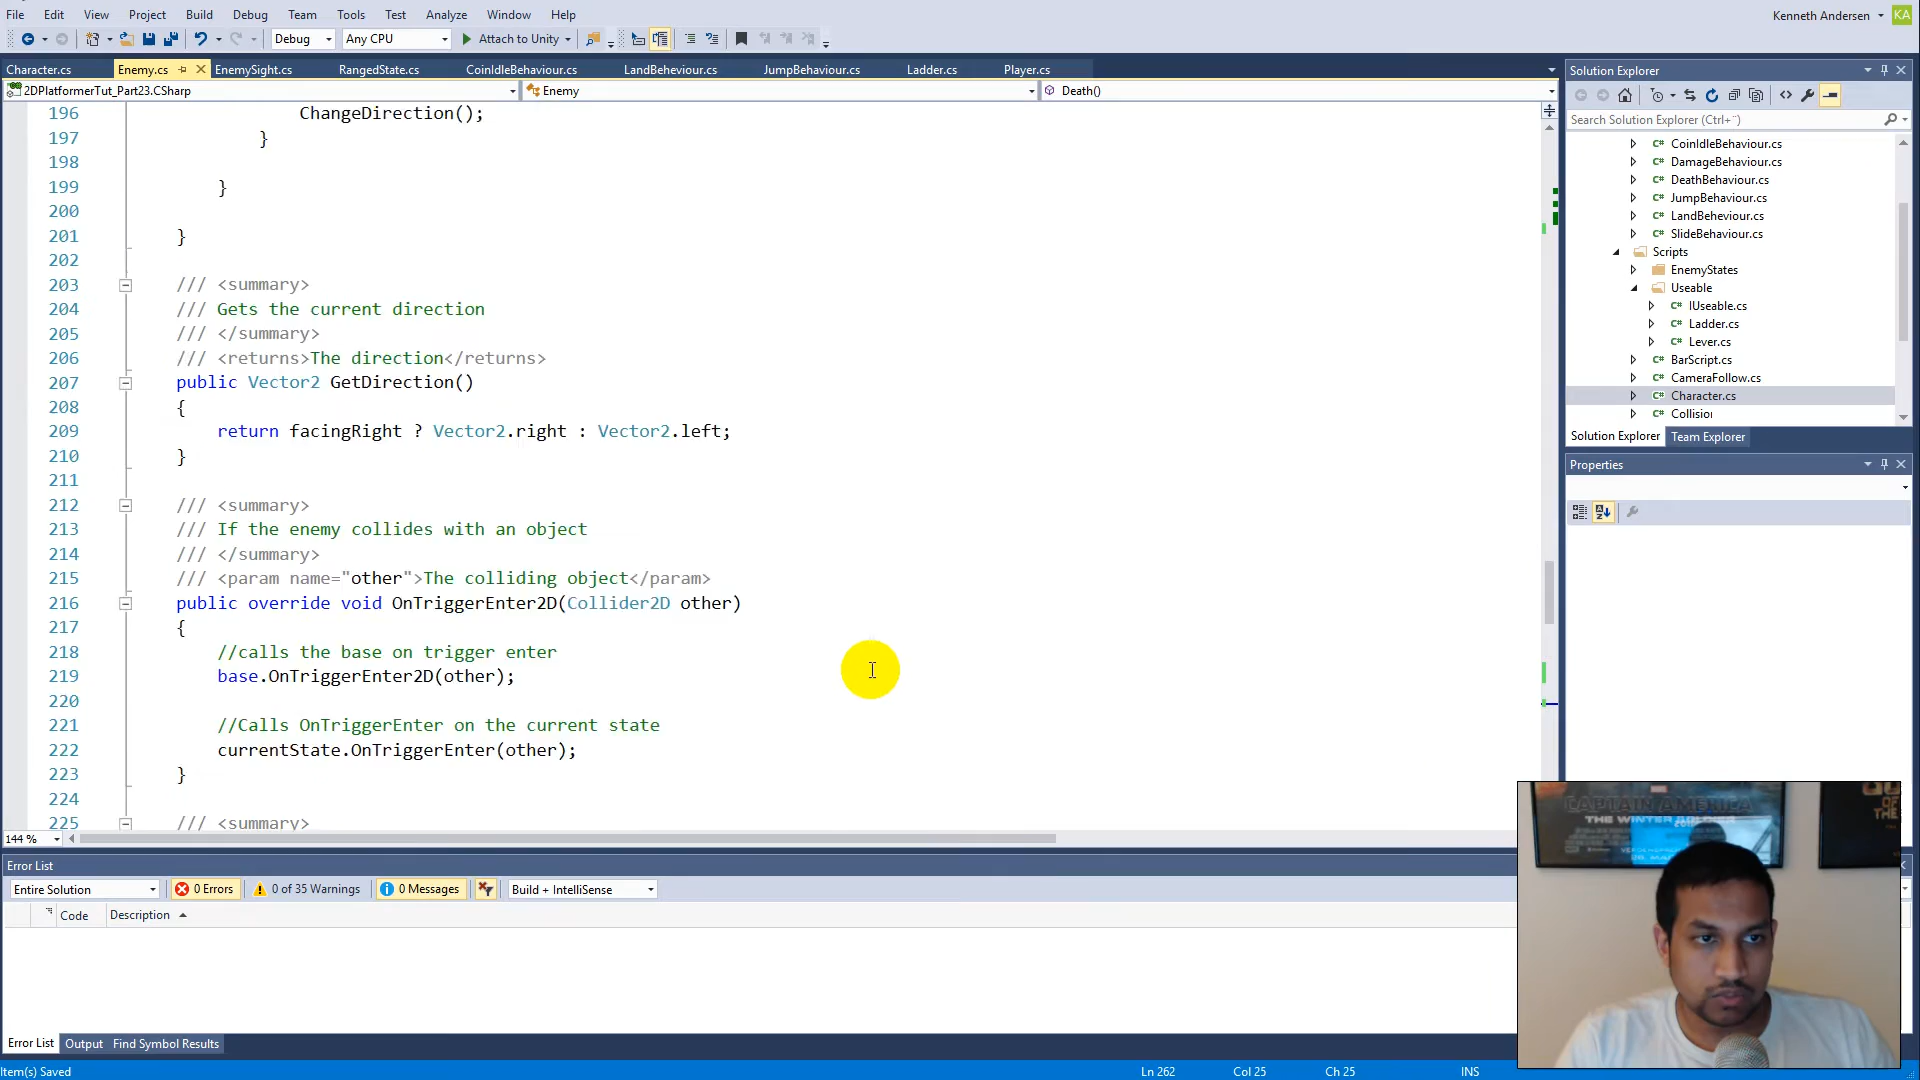 File Edit View Project Build Debug Team Tools Test Analyze Window Help
Kenneth Andersen KA
Debug Any CPU Attach to Unity
Character.cs Enemy.cs EnemySight.cs RangedState.cs CoinIdleBehaviour.cs LandBeheviour.cs JumpBehaviour.cs Ladder.cs Player.cs
2DPlatformerTut_Part23.CSharp Enemy Death()
196 ChangeDirection();
197 }
198
199 }
200
201 }
202
203 /// <summary>
204 /// Gets the current direction
205 /// </summary>
206 /// <returns>The direction</returns>
207 public Vector2 GetDirection()
208 {
209 return facingRight ? Vector2.right : Vector2.left;
210 }
211
212 /// <summary>
213 /// If the enemy collides with an object
214 /// </summary>
215 /// <param name="other">The colliding object</param>
216 public override void OnTriggerEnter2D(Collider2D other)
217 {
218 //calls the base on trigger enter
219 base.OnTriggerEnter2D(other);
220
221 //Calls OnTriggerEnter on the current state
222 currentState.OnTriggerEnter(other);
223 }
224
225 /// <summary>
144 %
Solution Explorer
Search Solution Explorer (Ctrl+¨)
C# CoinIdleBehaviour.cs
C# DamageBehaviour.cs
C# DeathBehaviour.cs
C# JumpBehaviour.cs
C# LandBeheviour.cs
C# SlideBehaviour.cs
Scripts
EnemyStates
Useable
C# IUseable.cs
C# Ladder.cs
C# Lever.cs
C# BarScript.cs
C# CameraFollow.cs
C# Character.cs
C# Collision
Solution Explorer Team Explorer
Properties
Error List
Entire Solution 0 Errors 0 of 35 Warnings 0 Messages Build + IntelliSense
Code Description
Error List Output Find Symbol Results
Item(s) Saved Ln 262 Col 25 Ch 25 INS
CAPTAIN AMERICA
THE WINTER SOLDIER